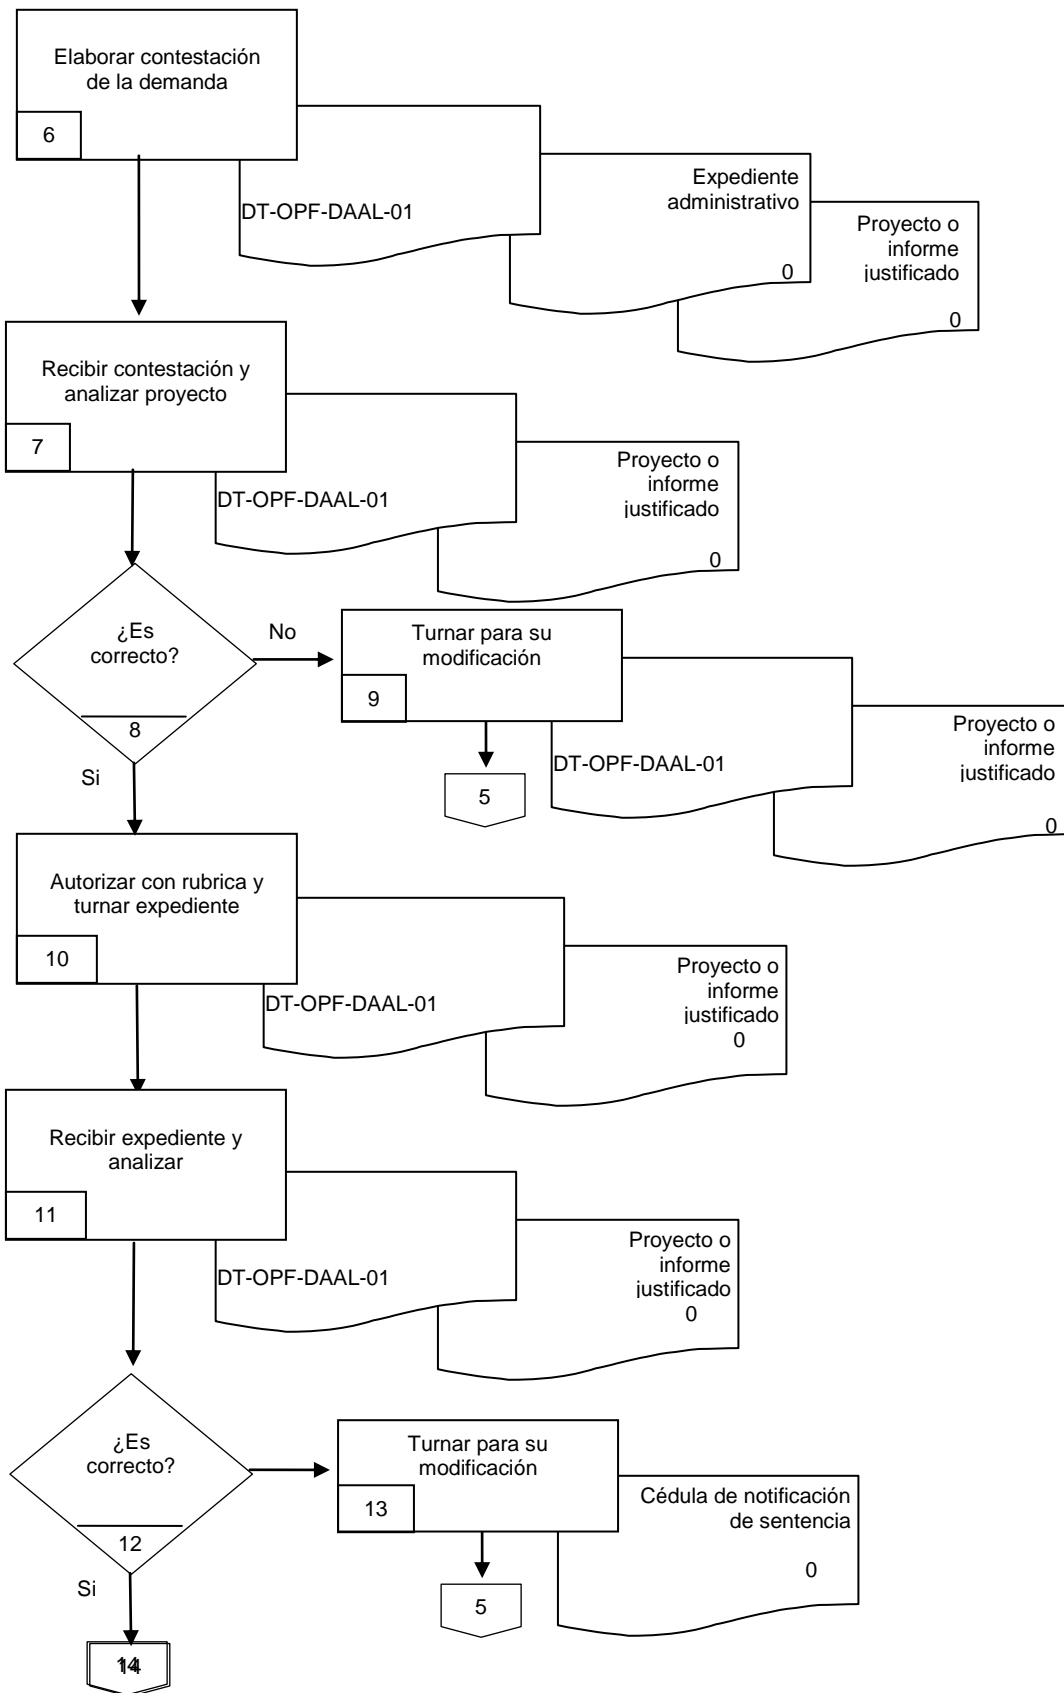 Elaborar contestación
de la demanda
6
DT-OPF-DAAL-01
Expediente
administrativo
0
Proyecto o
informe
justificado
0
Recibir contestación y
analizar proyecto
7
DT-OPF-DAAL-01
Proyecto o
informe
justificado
0
¿Es
correcto?
8
No
Si
Turnar para su
modificación
9
5
DT-OPF-DAAL-01
Proyecto o
informe
justificado
0
Autorizar con rubrica y
turnar expediente
10
DT-OPF-DAAL-01
Proyecto o
informe
justificado
0
Recibir expediente y
analizar
11
DT-OPF-DAAL-01
Proyecto o
informe
justificado
0
¿Es
correcto?
12
Si
Turnar para su
modificación
13
5
Cédula de notificación
de sentencia
0
14